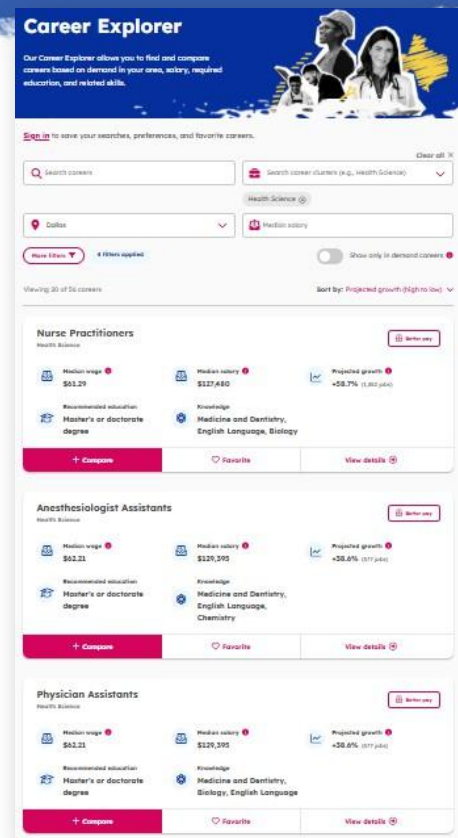 Career Explorer
Our Career Explorer allows you to find and compare
careers based on demand in your area, salary, required
education, and related skills.
Sign in to save your searches, preferences, and favorite careers.
Clear all ×
Search careers
Search career clusters (e.g., Health Science)
Health Science
Dallas
Median salary
More filters
4 filters applied
Show only in demand careers
Viewing 20 of 56 careers
Sort by: Projected growth (high to low)
Nurse Practitioners
Health Science
Better pay
Median wage
$61.29
Median salary
$127,480
Projected growth
+58.7% (1,352 jobs)
Recommended education
Master's or doctorate
degree
Knowledge
Medicine and Dentistry,
English Language, Biology
+ Compare
Favorite
View details
Anesthesiologist Assistants
Health Science
Better pay
Median wage
$62.21
Median salary
$129,395
Projected growth
+38.6% (577 jobs)
Recommended education
Master's or doctorate
degree
Knowledge
Medicine and Dentistry,
English Language,
Chemistry
+ Compare
Favorite
View details
Physician Assistants
Health Science
Better pay
Median wage
$62.21
Median salary
$129,395
Projected growth
+38.6% (577 jobs)
Recommended education
Master's or doctorate
degree
Knowledge
Medicine and Dentistry,
Biology, English Language
+ Compare
Favorite
View details